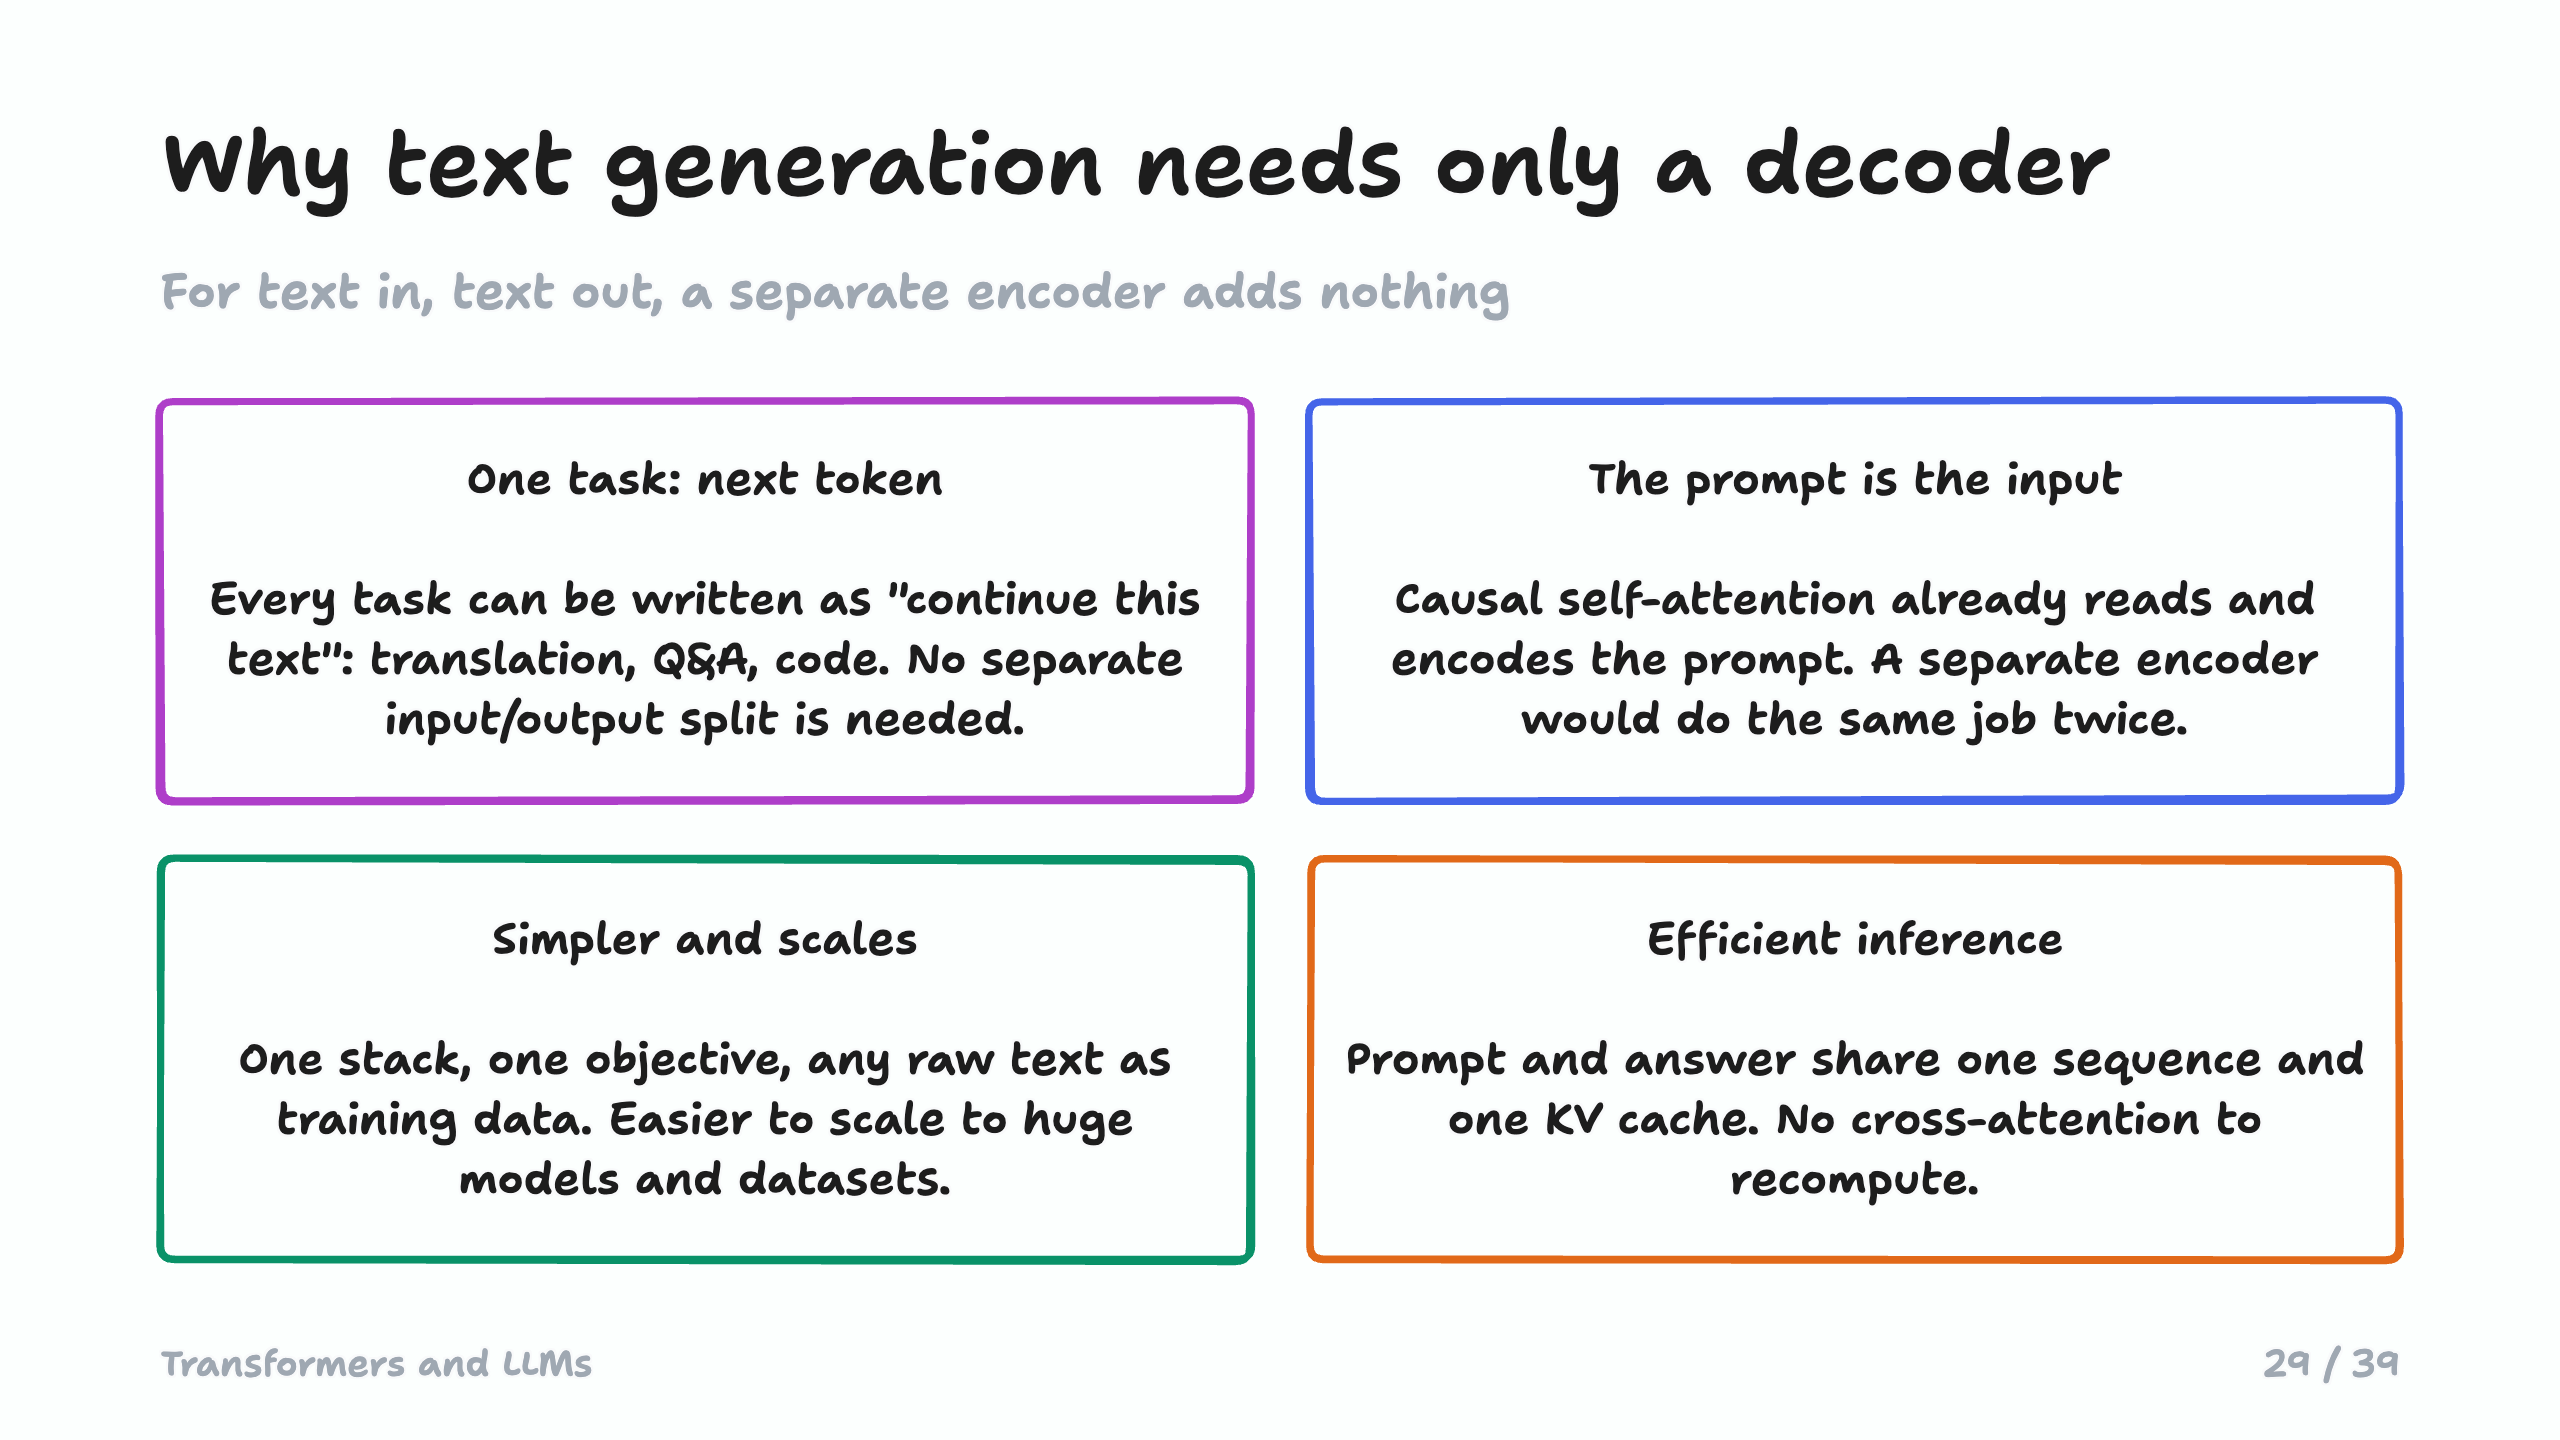 Why text generation needs only a decoder
For text in, text out, a separate encoder adds nothing
One task: next token
Every task can be written as "continue this
text": translation, Q&A, code. No separate
input/output split is needed.
The prompt is the input
Causal self-attention already reads and
encodes the prompt. A separate encoder
would do the same job twice.
Simpler and scales
One stack, one objective, any raw text as
training data. Easier to scale to huge
models and datasets.
Efficient inference
Prompt and answer share one sequence and
one KV cache. No cross-attention to
recompute.
Transformers and LLMs
29 / 39